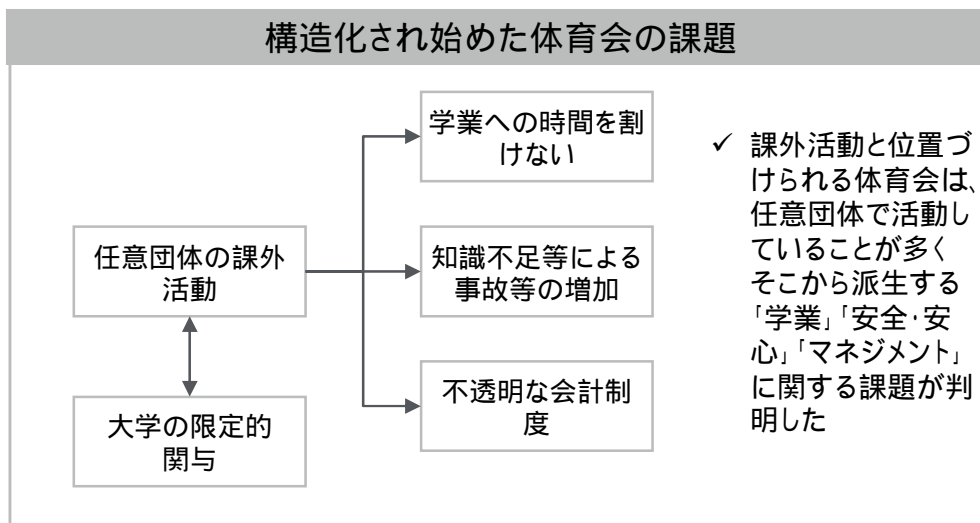 構造化され始めた体育会の課題
学業への時間を割
けない
任意団体の課外
活動
知識不足等による
事故等の増加
大学の限定的
関与
不透明な会計制
度
✓ 課外活動と位置づ
けられる体育会は、
任意団体で活動し
ていることが多く
そこから派生する
「学業」「安全・安
心」「マネジメント」
に関する課題が判
明した